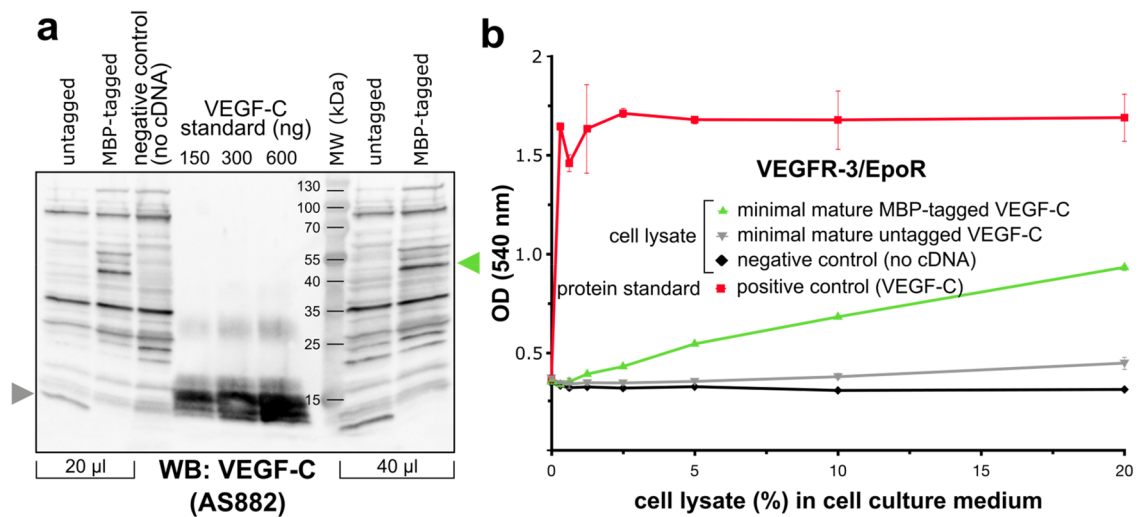 a
untagged
MBP-tagged
negative control
(no cDNA)
VEGF-C
standard (ng)
150 300 600
MW (kDa)
untagged
MBP-tagged
130
100
70
55
40
35
25
15
20 µl
WB: VEGF-C
(AS882)
40 µl
b
2
1.5
1.0
0.5
OD (540 nm)
VEGFR-3/EpoR
cell lysate
minimal mature MBP-tagged VEGF-C
minimal mature untagged VEGF-C
negative control (no cDNA)
protein standard
positive control (VEGF-C)
0 5 10 15 20
cell lysate (%) in cell culture medium